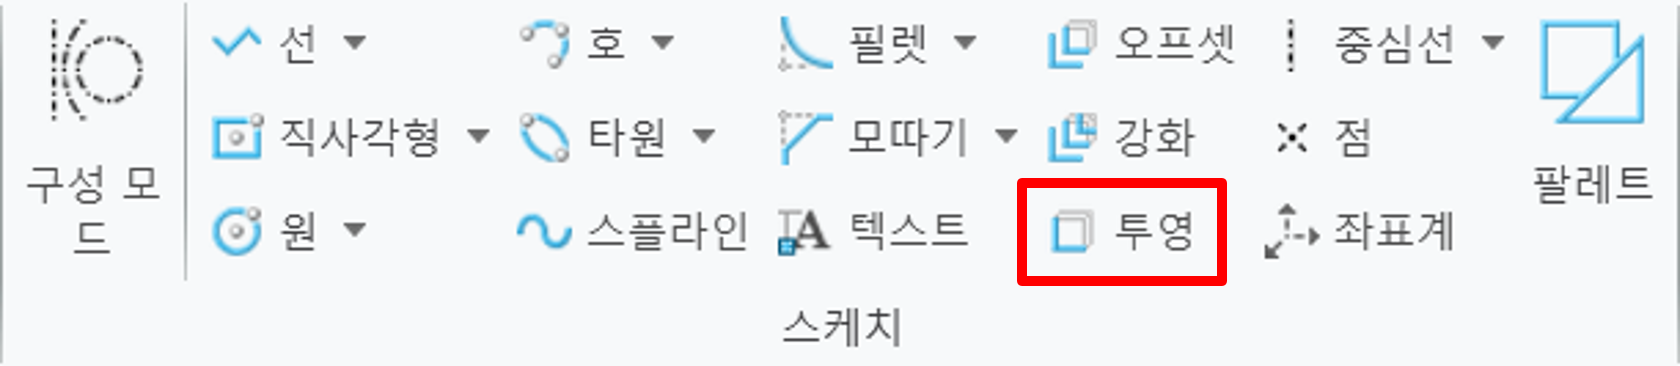 구성 모
드
선
호
필렛
오프셋
중심선
직사각형
타원
모따기
강화
점
원
스플라인
텍스트
투영
좌표계
팔레트
스케치